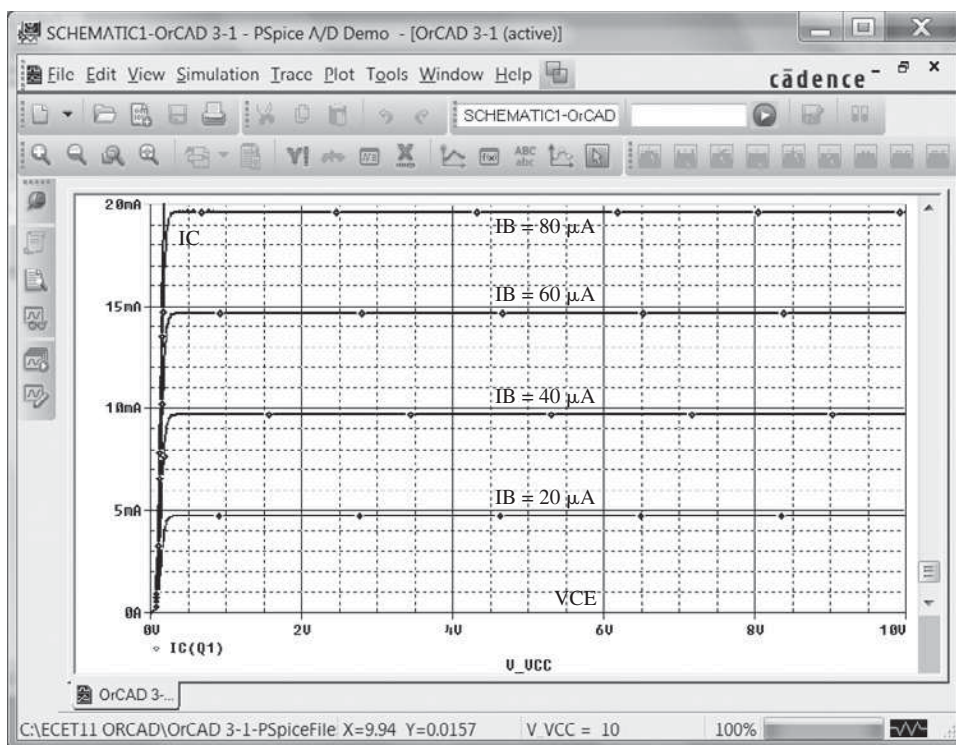 SCHEMATIC1-OrCAD 3-1 - PSpice A/D Demo - [OrCAD 3-1 (active)]
File Edit View Simulation Trace Plot Tools Window Help
cādence
SCHEMATIC1-OrCAD
ABC
abc
20mA
IC
IB = 80 μA
15mA
IB = 60 μA
10mA
IB = 40 μA
5mA
IB = 20 μA
VCE
0A
0V 2V 4V 6V 8V 10V
IC(Q1)
V_VCC
OrCAD 3-...
C:\ECET11 ORCAD\OrCAD 3-1-PSpiceFile X=9.94 Y=0.0157 V_VCC = 10 100%